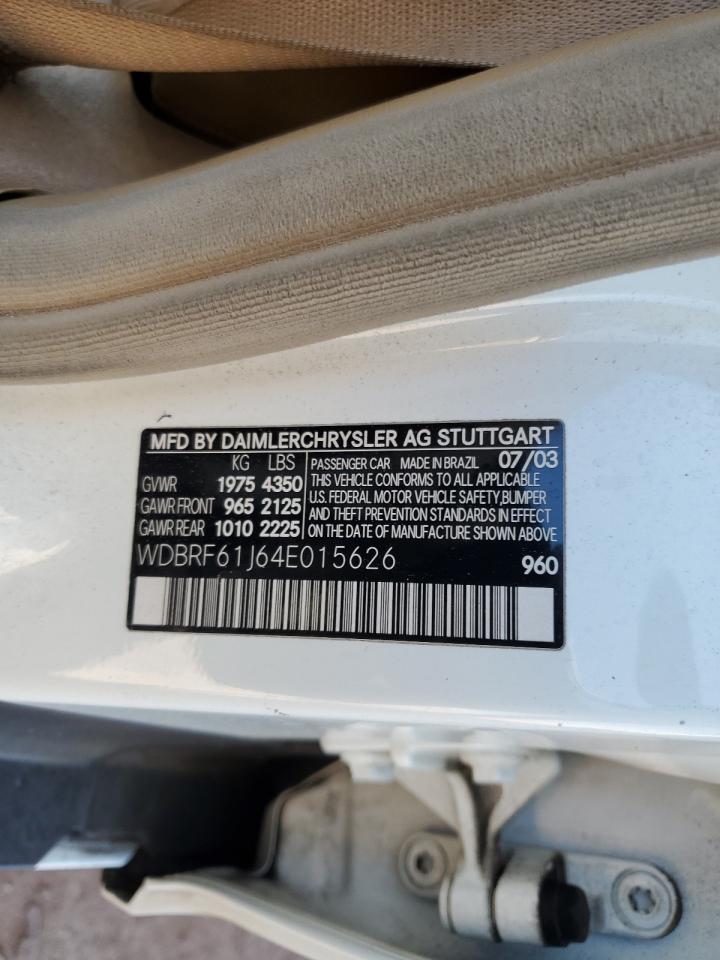 MFD BY DAIMLERCHRYSLER AG STUTTGART
KG LBS
GVWR 1975 4350
GAWR FRONT 965 2125
GAWR REAR 1010 2225
PASSENGER CAR MADE IN BRAZIL 07/03
THIS VEHICLE CONFORMS TO ALL APPLICABLE
U.S. FEDERAL MOTOR VEHICLE SAFETY,BUMPER
AND THEFT PREVENTION STANDARDS IN EFFECT
ON THE DATE OF MANUFACTURE SHOWN ABOVE
WDBRF61J64E015626
960